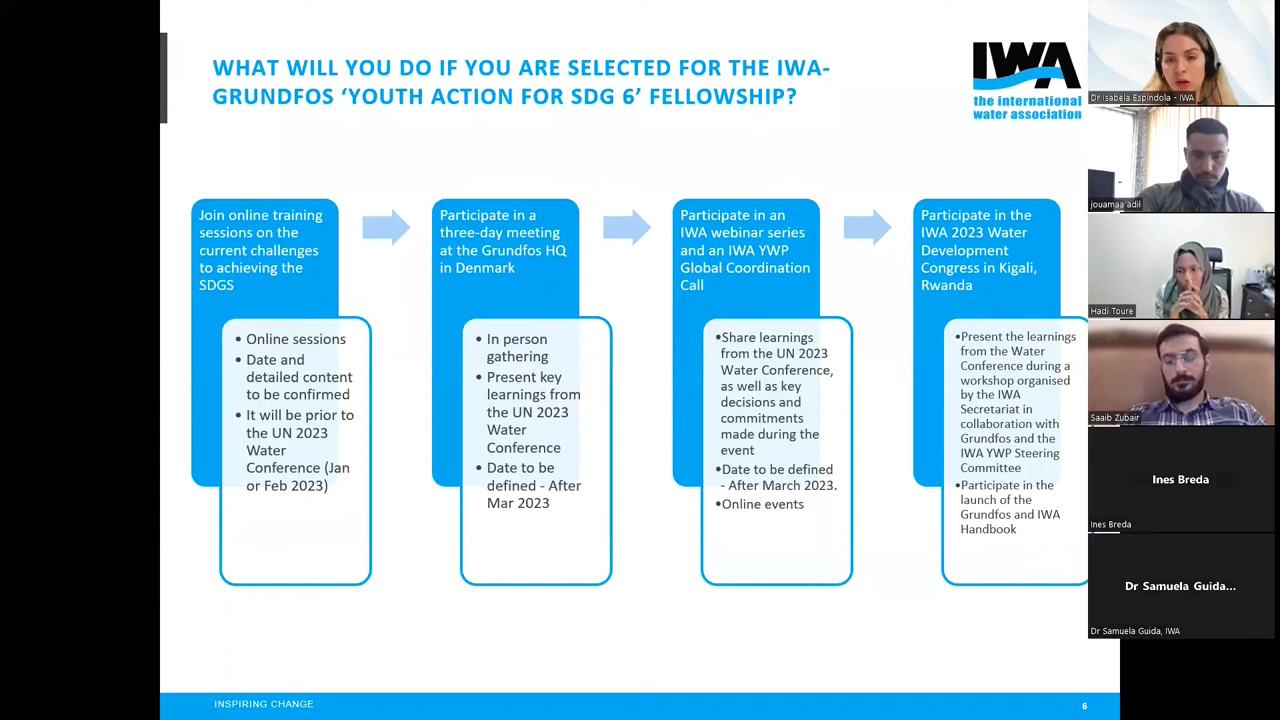 WHAT WILL YOU DO IF YOU ARE SELECTED FOR THE IWA-
GRUNDFOS ‘YOUTH ACTION FOR SDG 6’ FELLOWSHIP?
IWA
the international
water association
Join online training
sessions on the
current challenges
to achieving the
SDGS
• Online sessions
• Date and
detailed content
to be confirmed
• It will be prior to
the UN 2023
Water
Conference (Jan
or Feb 2023)
Participate in a
three-day meeting
at the Grundfos HQ
in Denmark
• In person
gathering
• Present key
learnings from
the UN 2023
Water
Conference
• Date to be
defined - After
Mar 2023
Participate in an
IWA webinar series
and an IWA YWP
Global Coordination
Call
•Share learnings
from the UN 2023
Water Conference,
as well as key
decisions and
commitments
made during the
event
•Date to be defined
- After March 2023.
•Online events
Participate in the
IWA 2023 Water
Development
Congress in Kigali,
Rwanda
•Present the learnings
from the Water
Conference during a
workshop organised
by the IWA
Secretariat in
collaboration with
Grundfos and the
IWA YWP Steering
Committee
•Participate in the
launch of the
Grundfos and IWA
Handbook
INSPIRING CHANGE
6
Dr Isabela Espindola - IWA
jouamaa adil
Hadi Toure
Saaib Zubair
Ines Breda
Ines Breda
Dr Samuela Guida...
Dr Samuela Guida, IWA